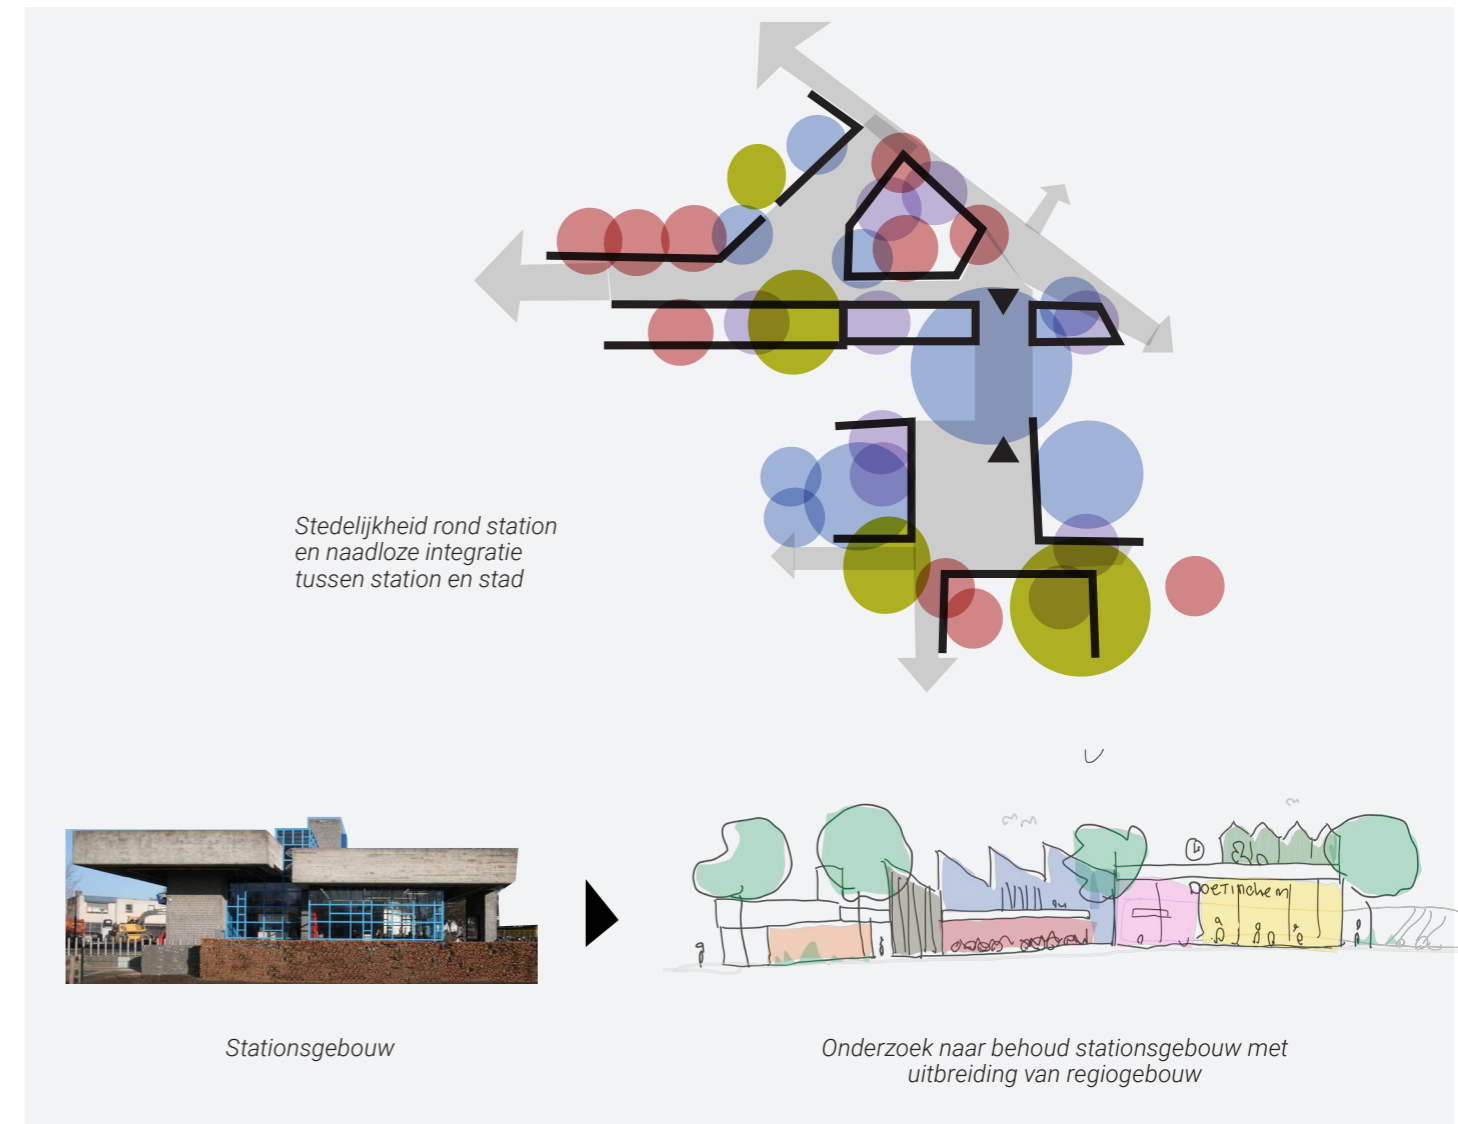 Stedelijkheid rond station
en naadloze integratie
tussen station en stad
DOETINCHEM
Stationsgebouw
Onderzoek naar behoud stationsgebouw met
uitbreiding van regiogebouw